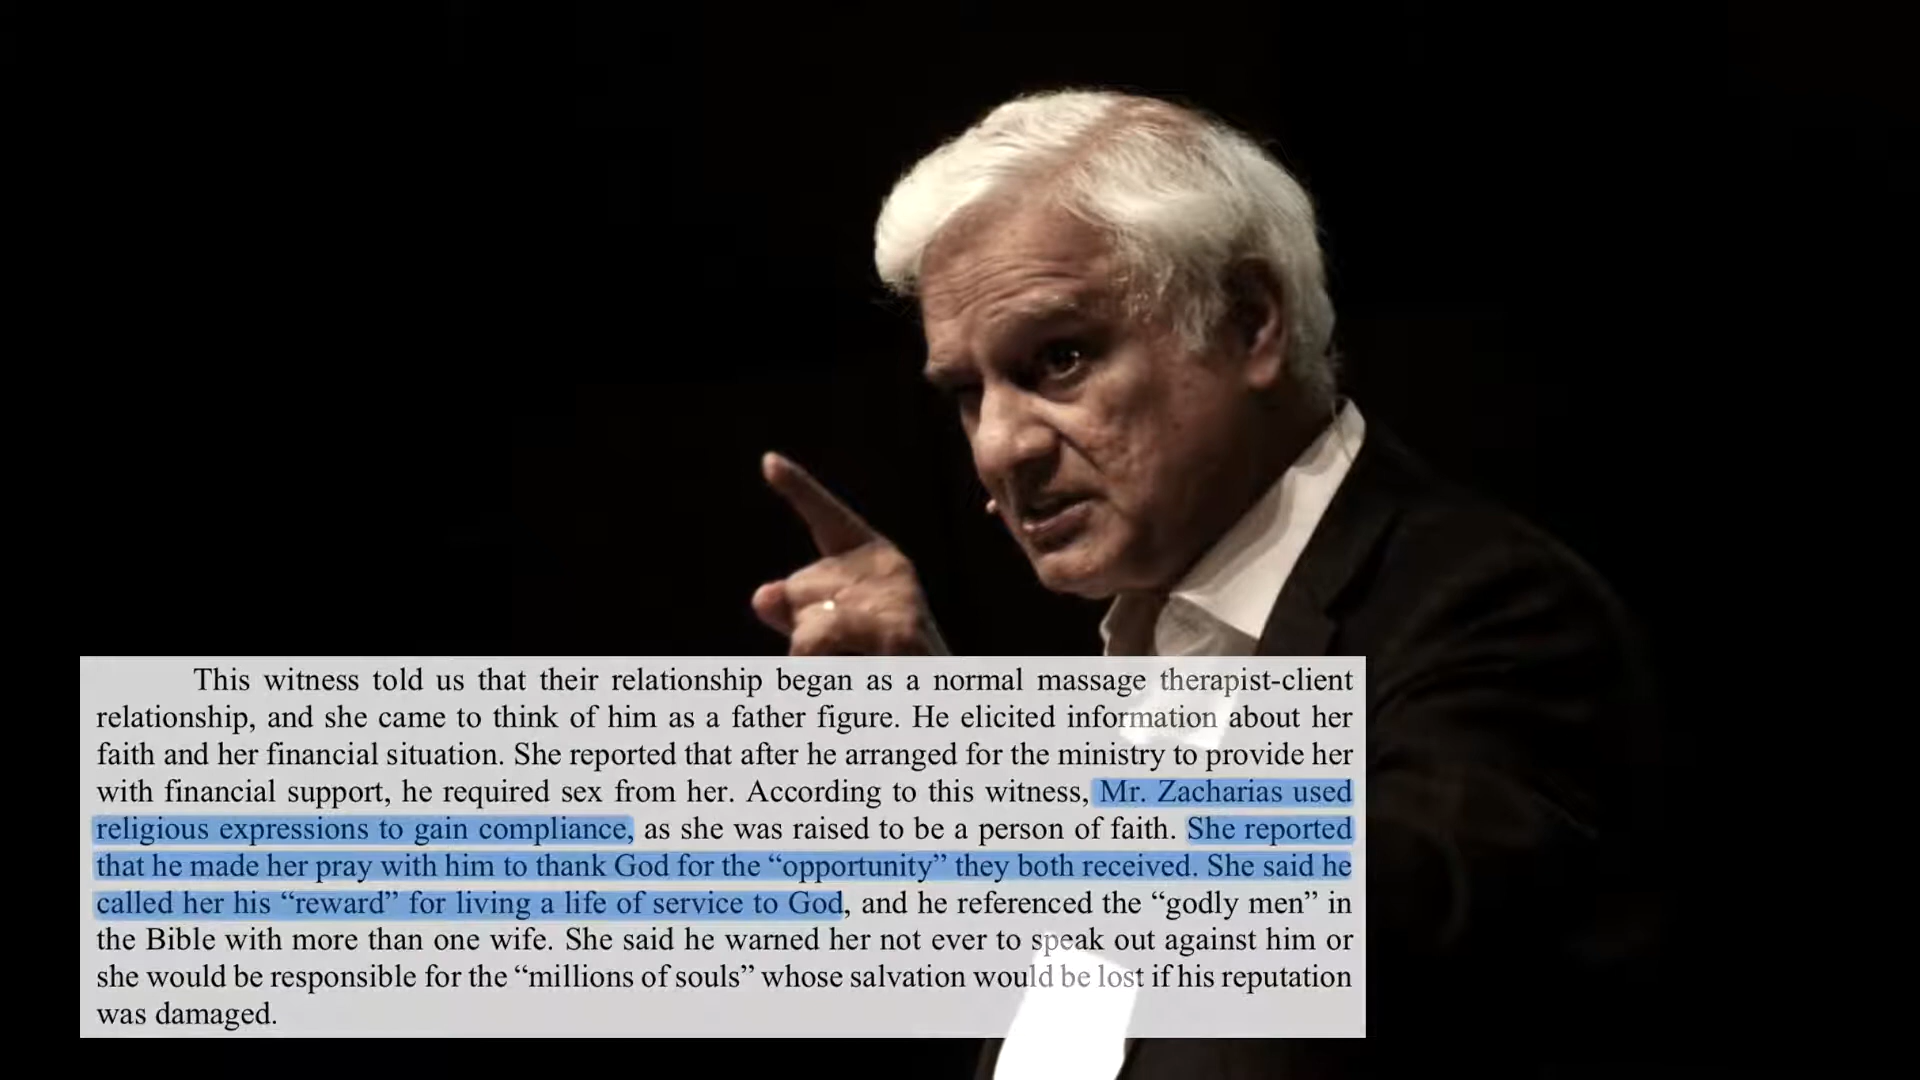 This witness told us that their relationship began as a normal massage therapist-client
relationship, and she came to think of him as a father figure. He elicited information about her
faith and her financial situation. She reported that after he arranged for the ministry to provide her
with financial support, he required sex from her. According to this witness, Mr. Zacharias used
religious expressions to gain compliance, as she was raised to be a person of faith. She reported
that he made her pray with him to thank God for the “opportunity” they both received. She said he
called her his “reward” for living a life of service to God, and he referenced the “godly men” in
the Bible with more than one wife. She said he warned her not ever to speak out against him or
she would be responsible for the “millions of souls” whose salvation would be lost if his reputation
was damaged.